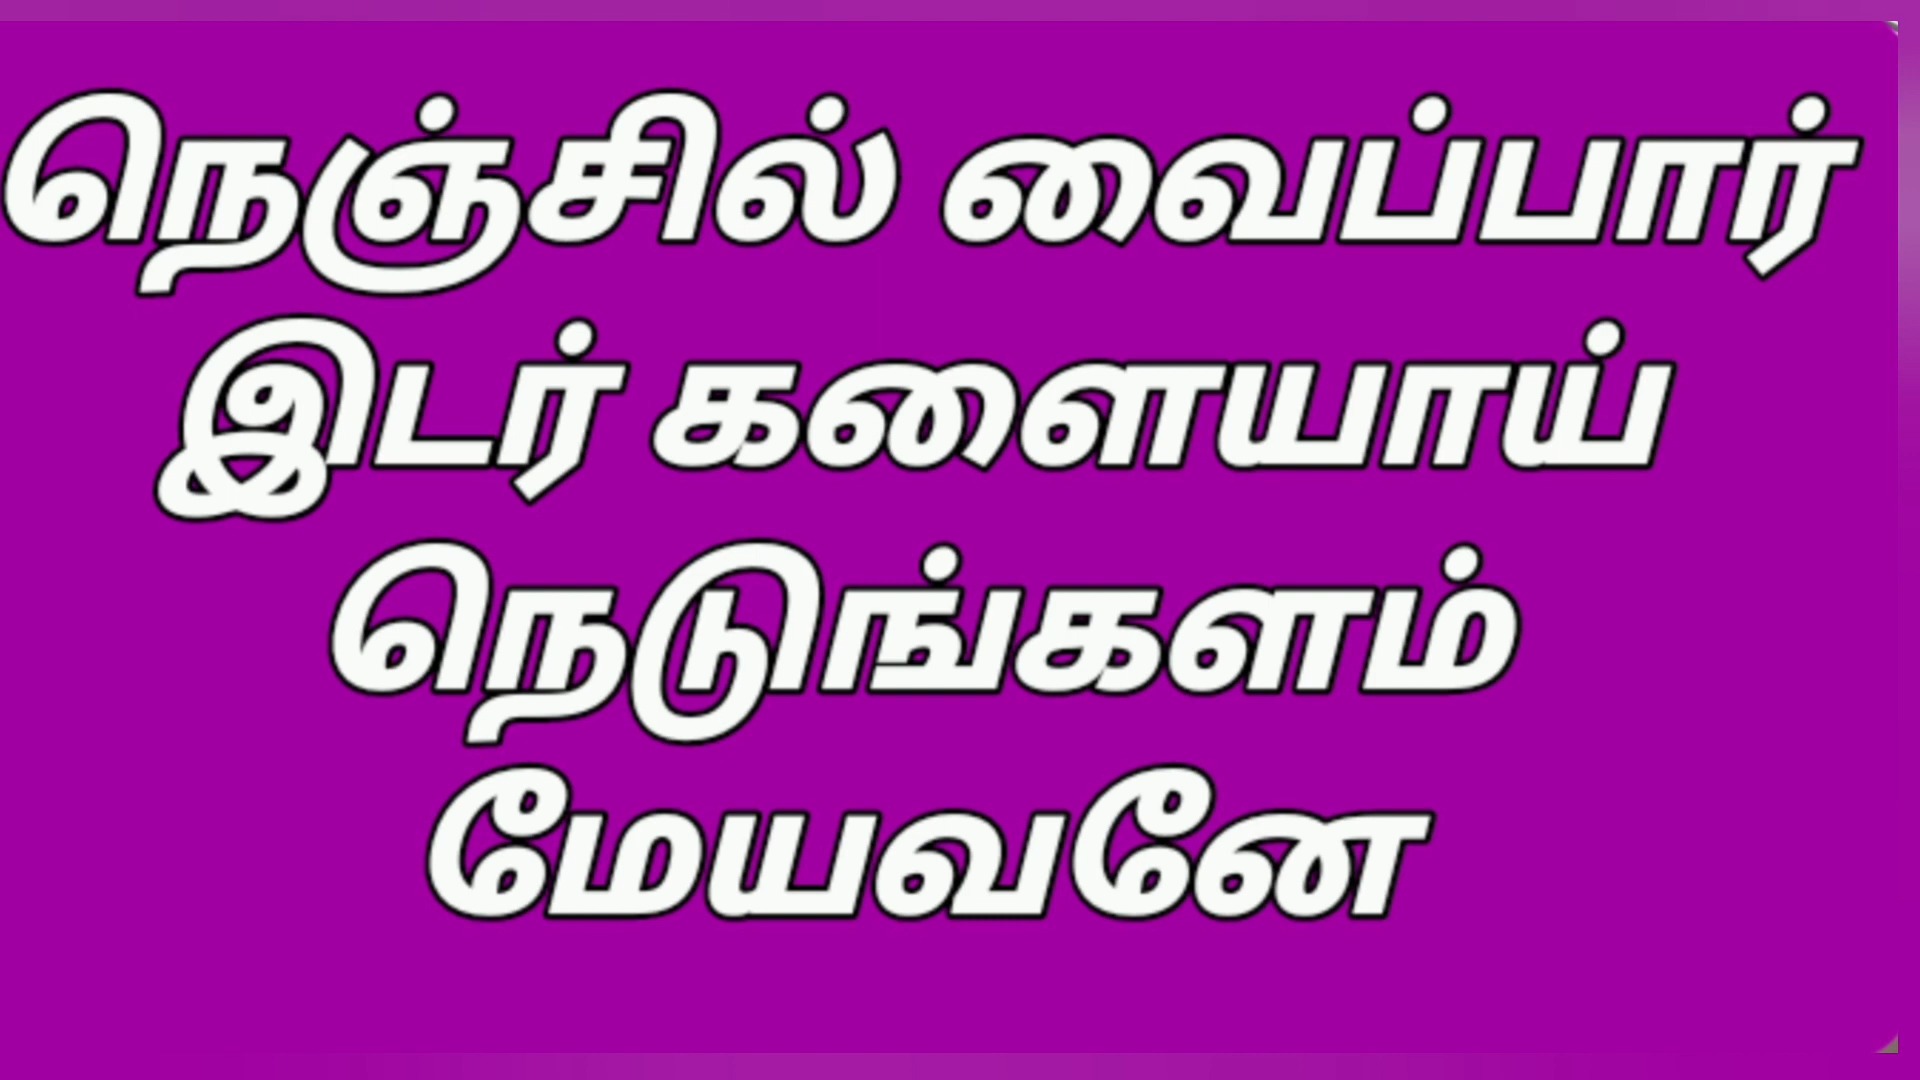 நெஞ்சில் வைப்பார்
இடர் களையாய்
நெடுங்களம்
மேயவனே